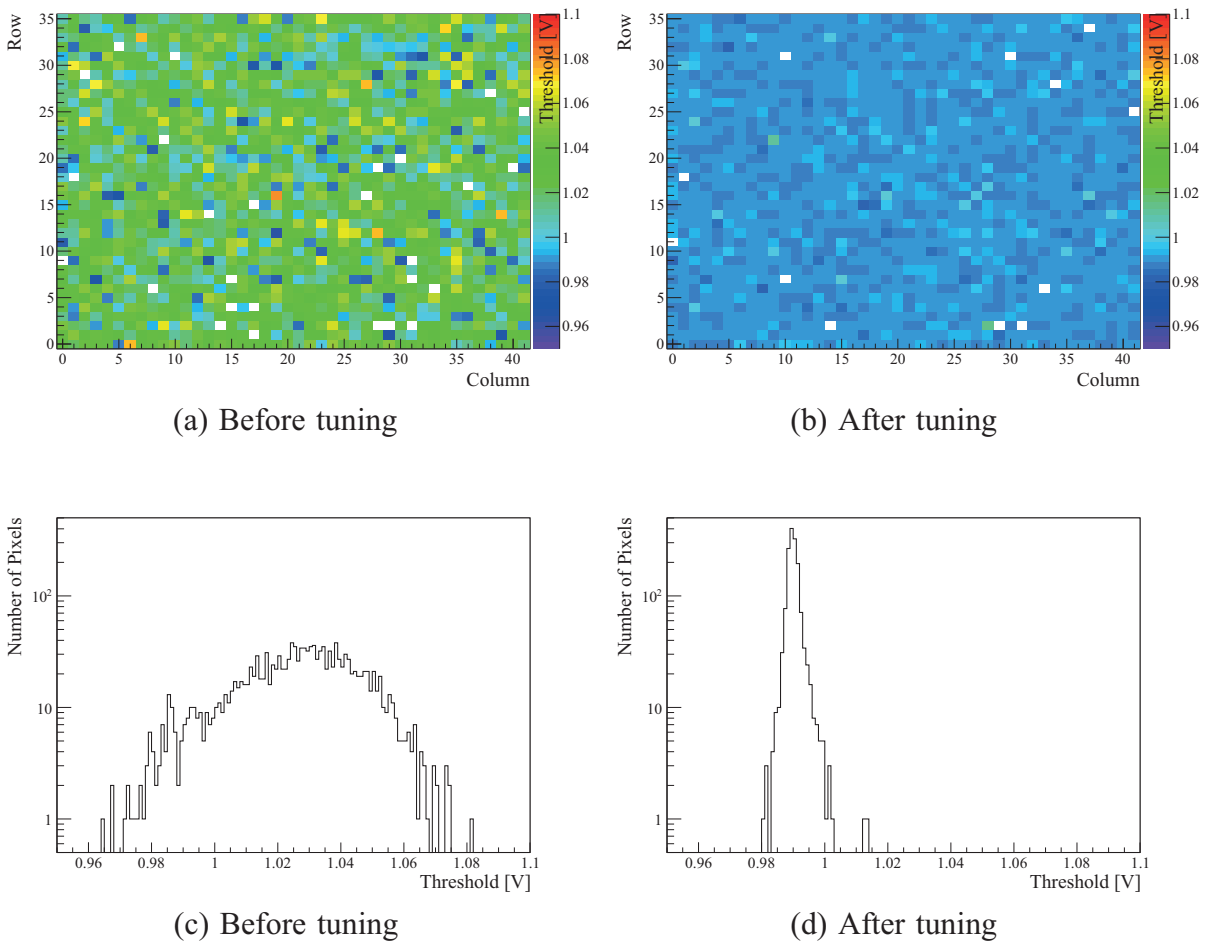 Row
35
30
25
20
15
10
5
0
0 5 10 15 20 25 30 35 40
Column
Threshold [V]
1.1
1.08
1.06
1.04
1.02
1
0.98
0.96
(a) Before tuning
Row
35
30
25
20
15
10
5
0
0 5 10 15 20 25 30 35 40
Column
Threshold [V]
1.1
1.08
1.06
1.04
1.02
1
0.98
0.96
(b) After tuning
Number of Pixels
10²
10
1
0.96 0.98 1 1.02 1.04 1.06 1.08 1.1
Threshold [V]
(c) Before tuning
Number of Pixels
10²
10
1
0.96 0.98 1 1.02 1.04 1.06 1.08 1.1
Threshold [V]
(d) After tuning